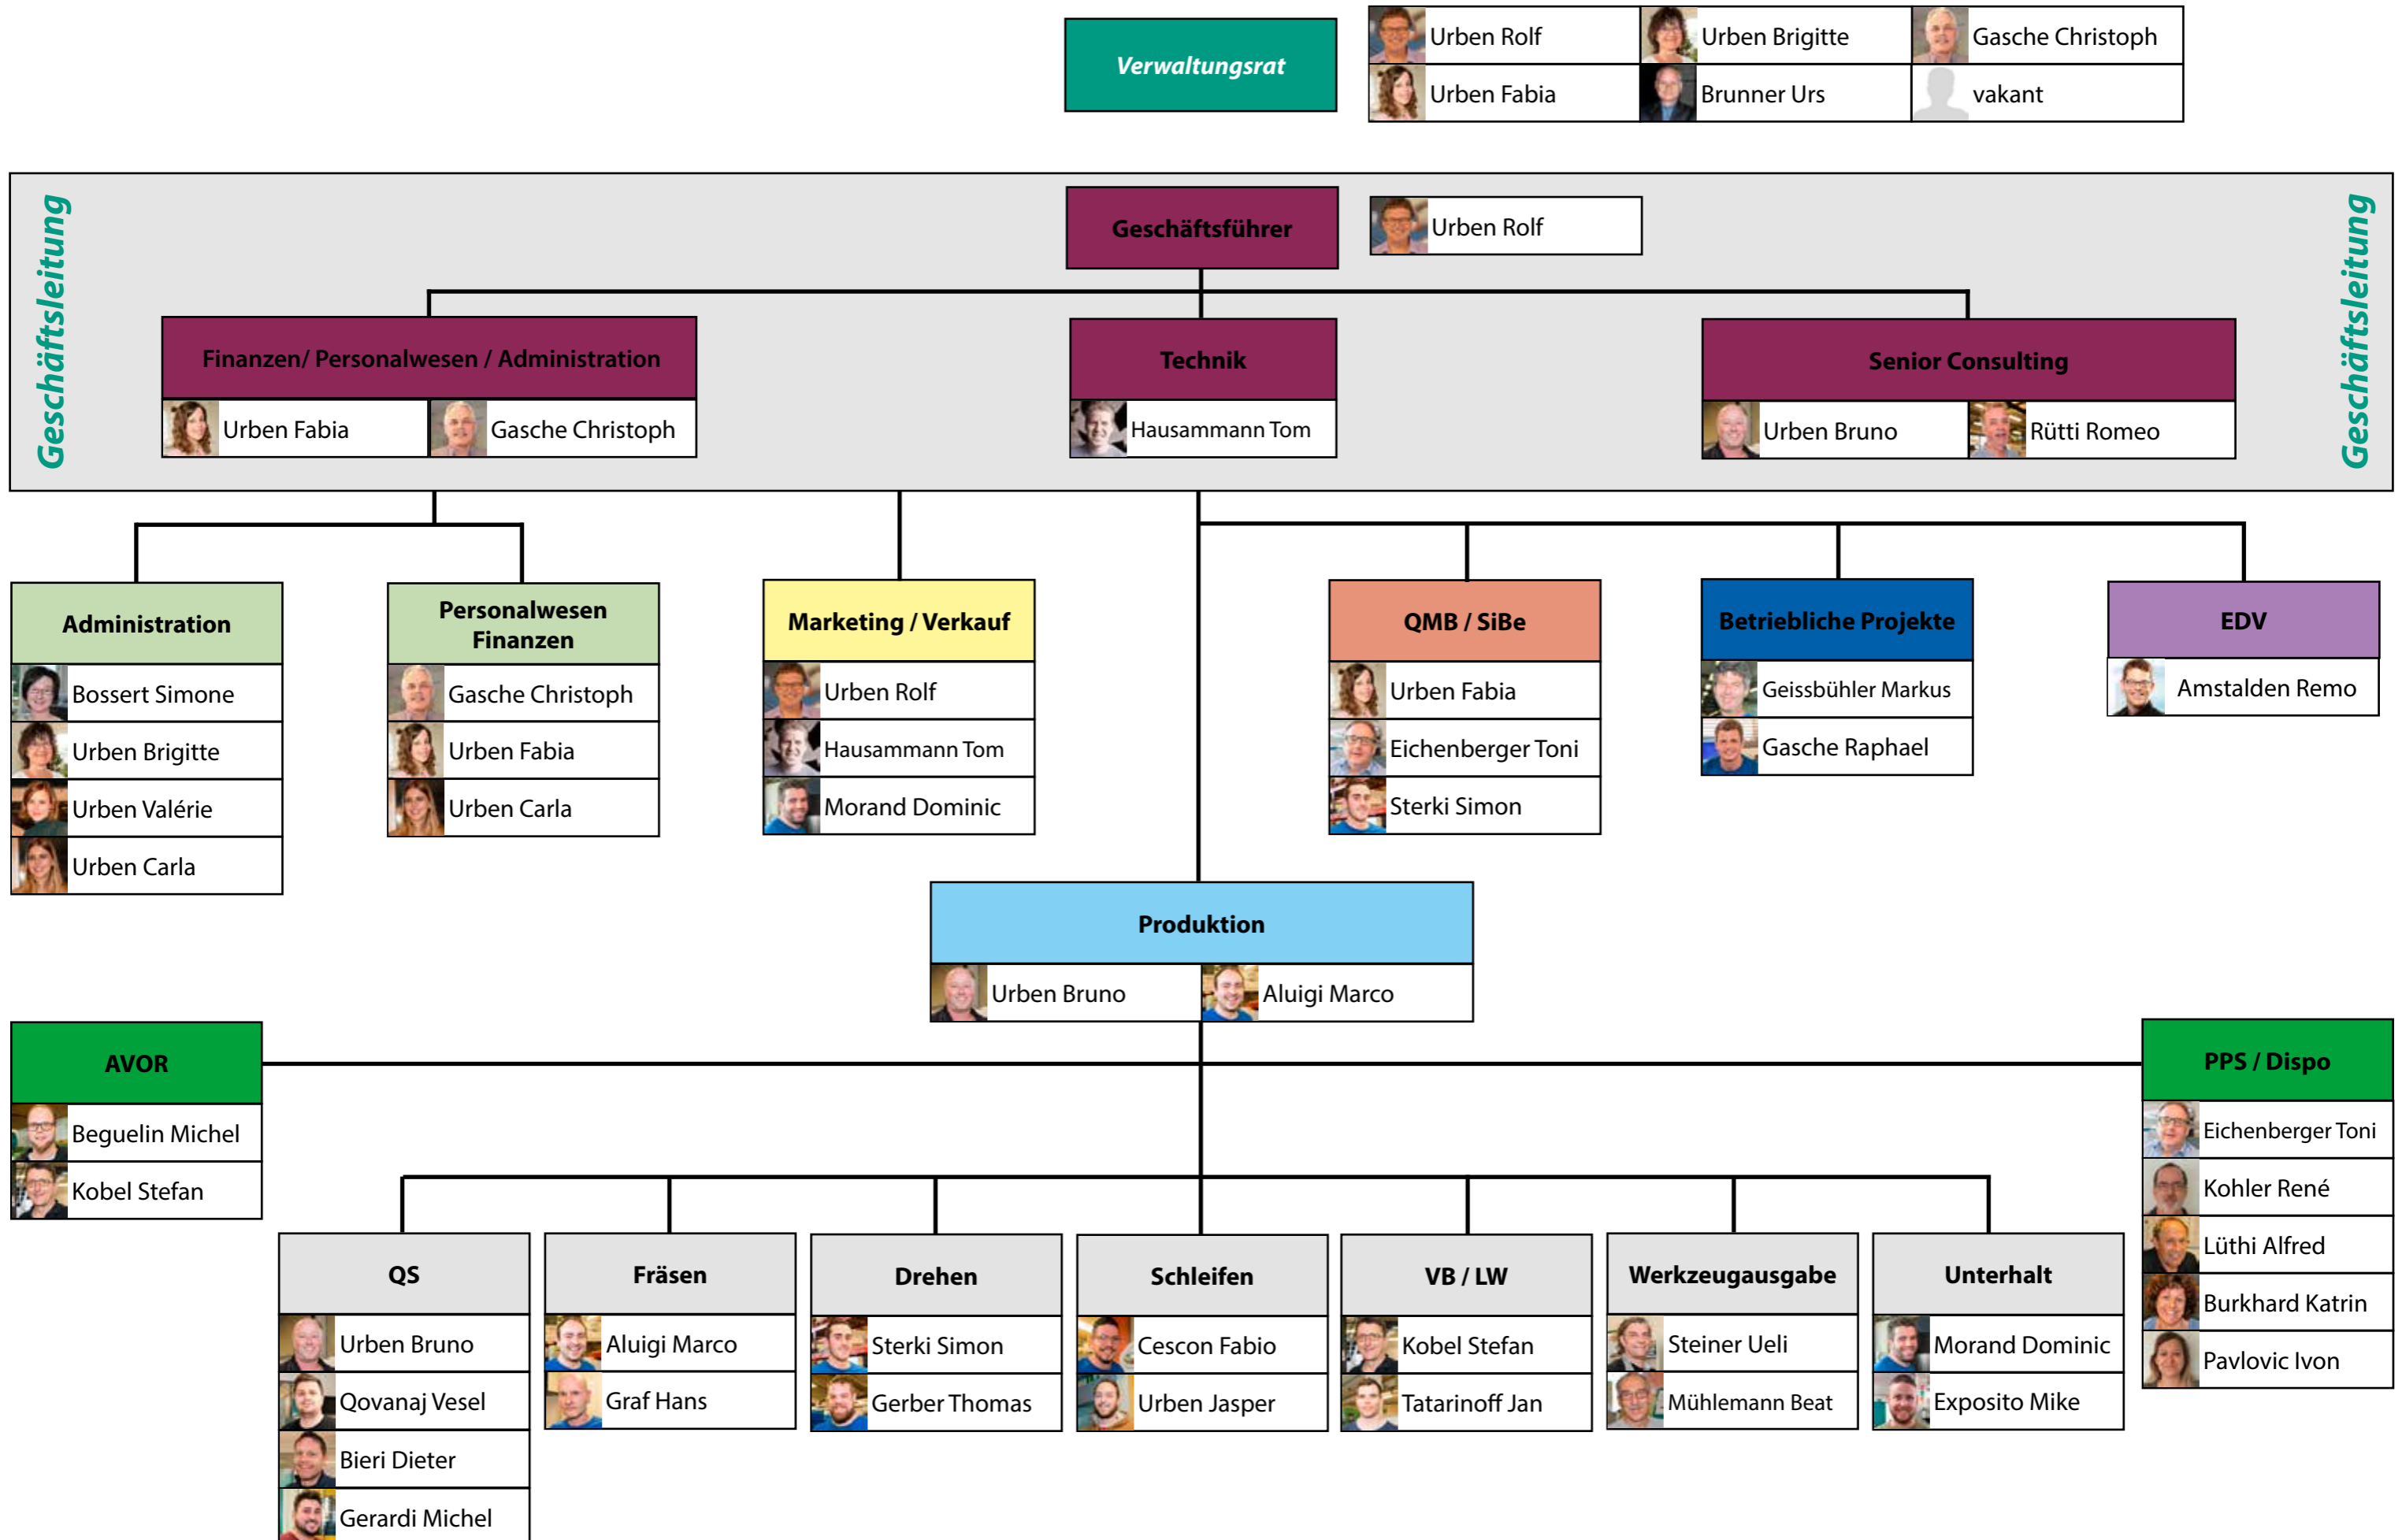 Verwaltungsrat
Urben Rolf
Urben Brigitte
Gasche Christoph
Urben Fabia
Brunner Urs
vakant
Geschäftsleitung
Geschäftsführer
Urben Rolf
Geschäftsleitung
Finanzen/ Personalwesen / Administration
Urben Fabia
Gasche Christoph
Technik
Hausammann Tom
Senior Consulting
Urben Bruno
Rütti Romeo
Administration
Bossert Simone
Urben Brigitte
Urben Valérie
Urben Carla
Personalwesen
Finanzen
Gasche Christoph
Urben Fabia
Urben Carla
Marketing / Verkauf
Urben Rolf
Hausammann Tom
Morand Dominic
QMB / SiBe
Urben Fabia
Eichenberger Toni
Sterki Simon
Betriebliche Projekte
Geissbühler Markus
Gasche Raphael
EDV
Amstalden Remo
Produktion
Urben Bruno
Aluigi Marco
AVOR
Beguelin Michel
Kobel Stefan
PPS / Dispo
Eichenberger Toni
Kohler René
Lüthi Alfred
Burkhard Katrin
Pavlovic Ivon
QS
Urben Bruno
Qovanaj Vesel
Bieri Dieter
Gerardi Michel
Fräsen
Aluigi Marco
Graf Hans
Drehen
Sterki Simon
Gerber Thomas
Schleifen
Cescon Fabio
Urben Jasper
VB / LW
Kobel Stefan
Tatarinoff Jan
Werkzeugausgabe
Steiner Ueli
Mühlemann Beat
Unterhalt
Morand Dominic
Exposito Mike